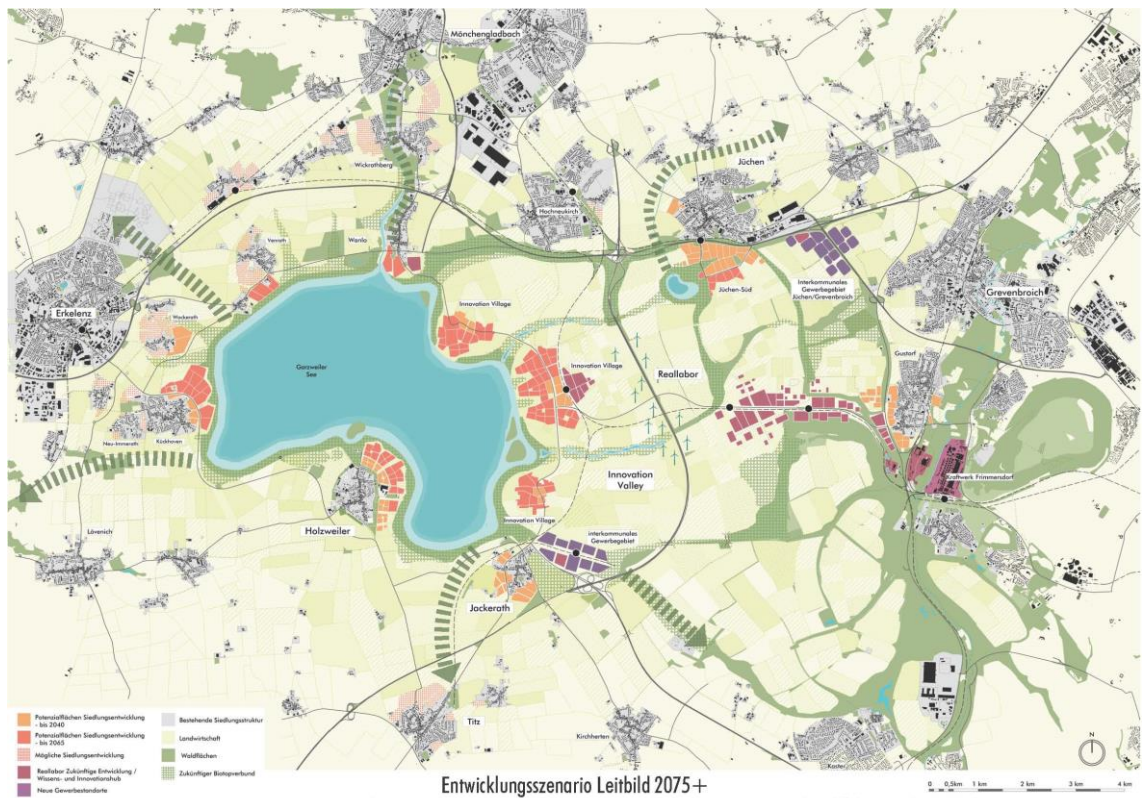 Mönchengladbach
Wickrathberg
Jüchen
Hochneukirch
Venrath
Wanlo
Jüchen-Süd
Interkommunales
Gewerbegebiet
Jüchen/Grevenbroich
Grevenbroich
Erkelenz
Wockerath
Innovation Village
Garzweiler
See
Innovation Village
Reallabor
Gustorf
Neu-Immerath
Kückhoven
Innovation
Valley
Kraftwerk Frimmersdorf
Holzweiler
Innovation Village
interkommunales
Gewerbegebiet
Lövenich
Jackerath
Titz
Kirchherten
Kaster
Potenzialflächen Siedlungsentwicklung
- bis 2040
Potenzialflächen Siedlungsentwicklung
- bis 2065
Mögliche Siedlungsentwicklung
Reallabor Zukünftige Entwicklung /
Wissens- und Innovationshub
Neue Gewerbestandorte
Bestehende Siedlungsstruktur
Landwirtschaft
Waldflächen
Zukünftiger Biotopverbund
Entwicklungsszenario Leitbild 2075+
N
0 0,5km 1 km 2 km 3 km 4 km